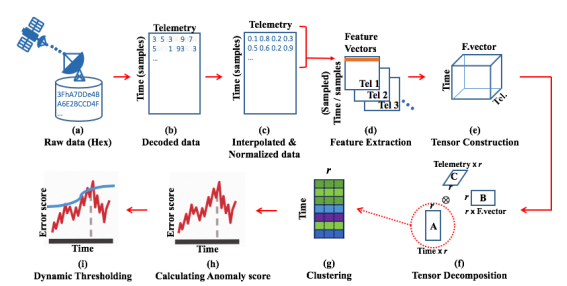 3FhA7DDe4B
A6E2BCCD4F
...
(a)
Raw data (Hex)
Telemetry
Time (samples)
3 5 3 9 7
5 1 93 3
(b)
Decoded data
Telemetry
Time (samples)
0.1 0.8 0.2 0.3
0.5 0.6 0.2 0.9
...
(c)
Interpolated &
Normalized data
Feature
Vectors
(Sampled)
Time / samples
Tel 1
Tel 2
Tel 3
(d)
Feature Extraction
F.vector
Time
Tel.
(e)
Tensor Construction
Error score
Time
(i)
Dynamic Thresholding
Error score
Time
(h)
Calculating Anomaly score
r
(g)
Clustering
Telemetry x r
C
r
⊗
r
B
r x F.vector
r
A
Time x r
(f)
Tensor Decomposition